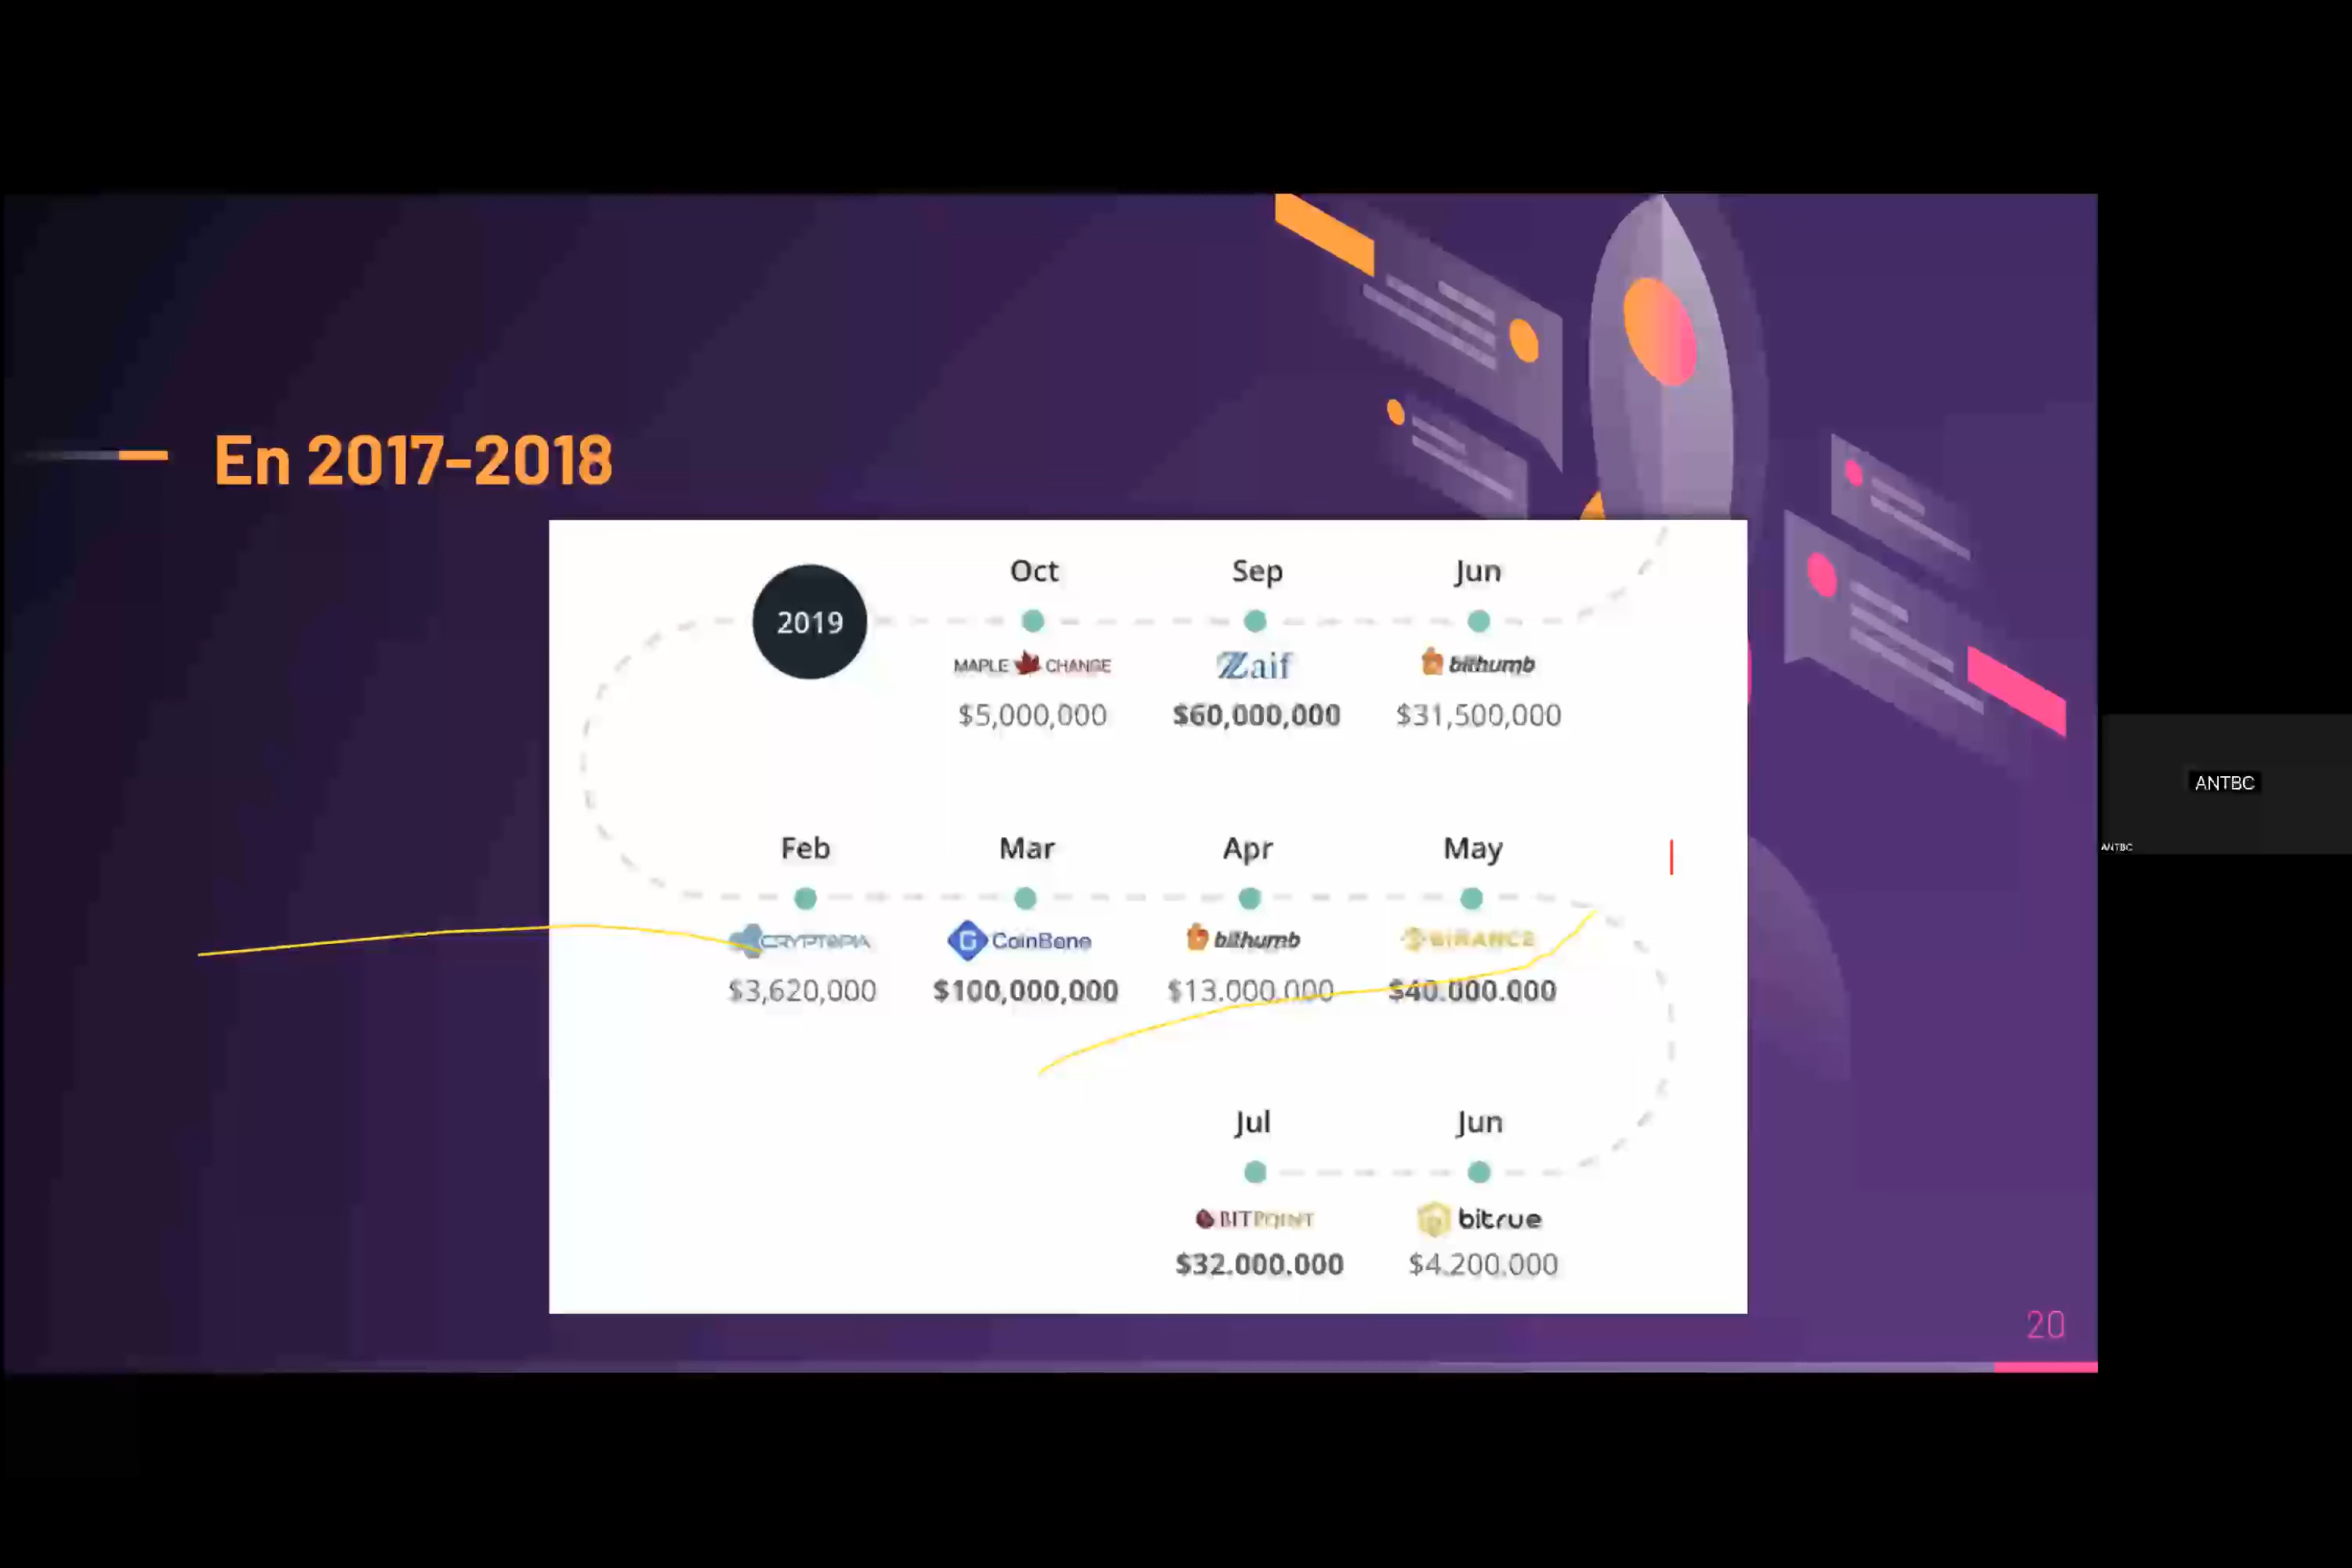 En 2017-2018
Oct Sep Jun
2019
MAPLE CHANGE Zaif bithumb
$5,000,000 $60,000,000 $31,500,000
ANTBC
ANTBC
Feb Mar Apr May
CRYPTOPIA CoinBene bithumb BINANCE
$3,620,000 $100,000,000 $13.000.000 $40.000.000
Jul Jun
BITPOINT bitrue
$32.000.000 $4.200.000
20